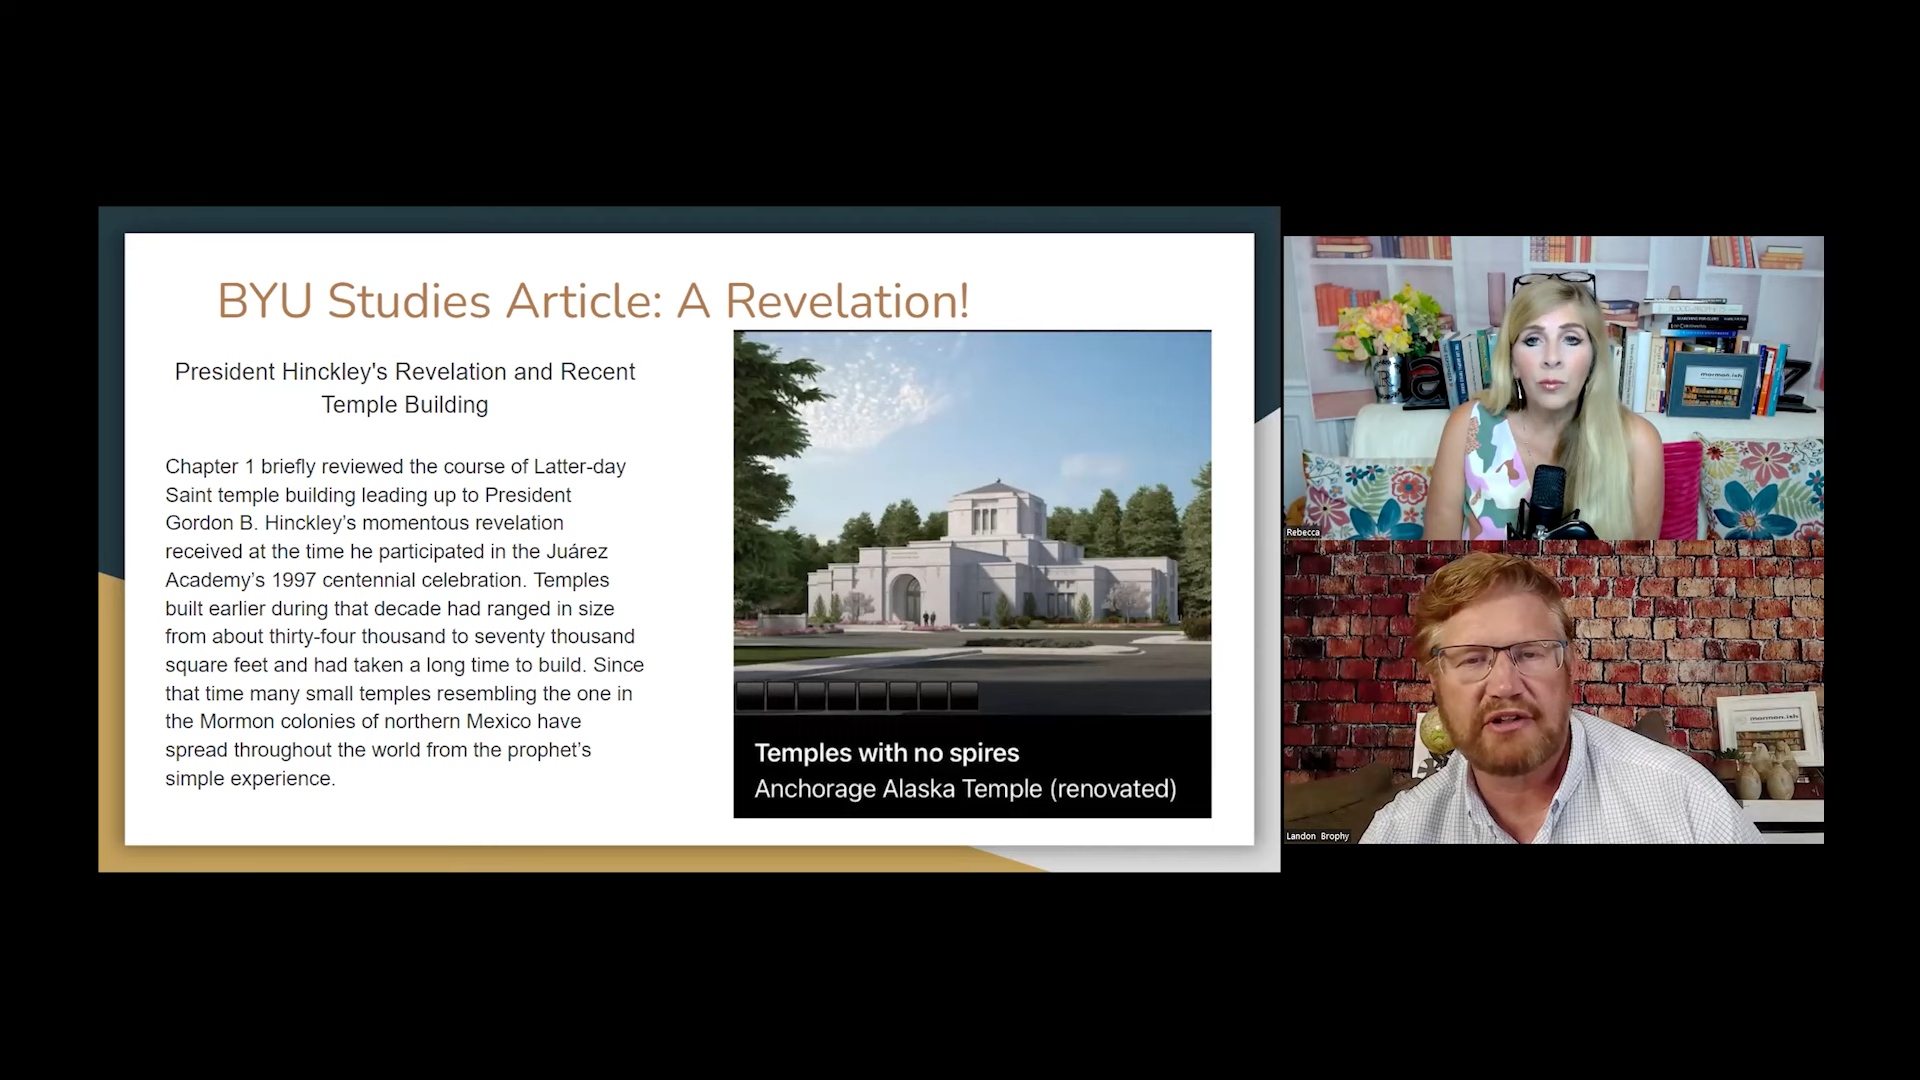 BYU Studies Article: A Revelation!
President Hinckley's Revelation and Recent
Temple Building
Chapter 1 briefly reviewed the course of Latter-day
Saint temple building leading up to President
Gordon B. Hinckley's momentous revelation
received at the time he participated in the Juárez
Academy's 1997 centennial celebration. Temples
built earlier during that decade had ranged in size
from about thirty-four thousand to seventy thousand
square feet and had taken a long time to build. Since
that time many small temples resembling the one in
the Mormon colonies of northern Mexico have
spread throughout the world from the prophet's
simple experience.
Temples with no spires
Anchorage Alaska Temple (renovated)
Rebecca
mormon.ish
Landon Brophy
mormon.ish